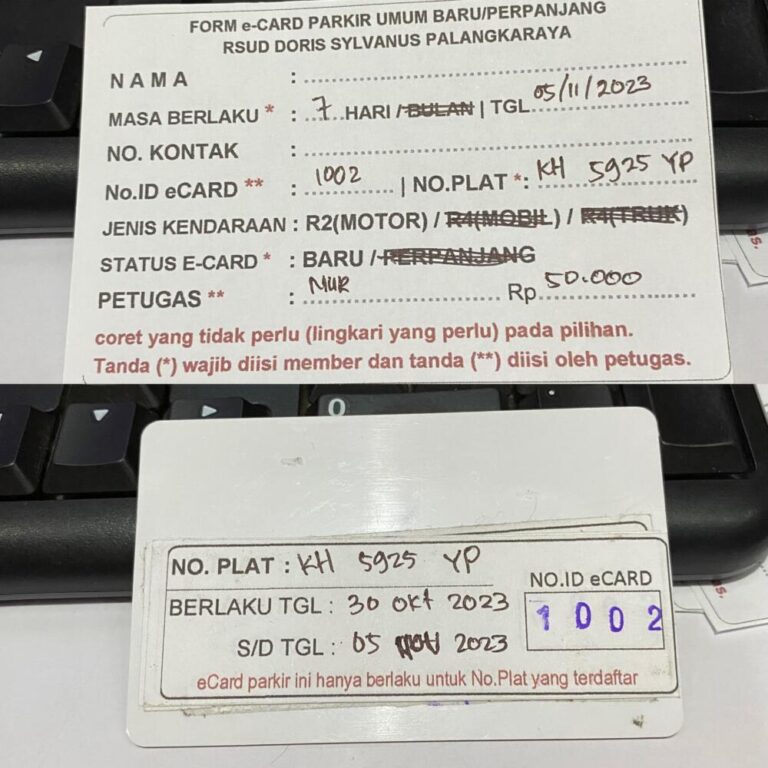 FORM e-CARD PARKIR UMUM BARU/PERPANJANG
RSUD DORIS SYLVANUS PALANGKARAYA
NAMA :
MASA BERLAKU * : 7 HARI / BULAN | TGL 05/11/2023
NO. KONTAK :
No.ID eCARD ** : 1002 | NO.PLAT *: KH 5925 YP
JENIS KENDARAAN : R2(MOTOR) / R4(MOBIL) / R4(TRUK)
STATUS E-CARD * : BARU / PERPANJANG
PETUGAS ** : MUR Rp. 50.000
coret yang tidak perlu (lingkari yang perlu) pada pilihan.
Tanda (*) wajib diisi member dan tanda (**) diisi oleh petugas.
0
NO. PLAT : KH 5925 YP
NO.ID eCARD
BERLAKU TGL : 30 OKT 2023
1002
S/D TGL : 05 NOV 2023
eCard parkir ini hanya berlaku untuk No.Plat yang terdaftar